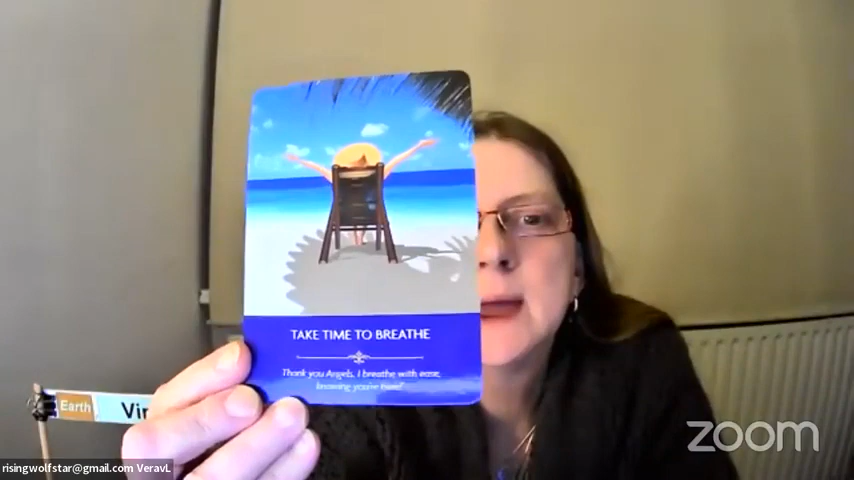 TAKE TIME TO BREATHE
Thank you Angels, I breathe with ease,
knowing you're here!"
Earth
Vir
zoom
risingwolfstar@gmail.com VeravL